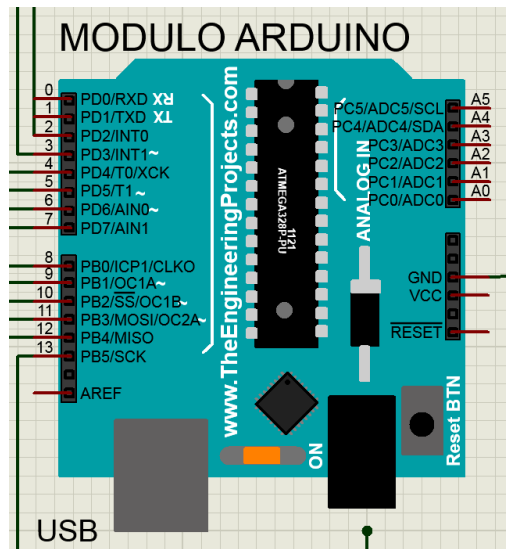 MODULO ARDUINO
0 PD0/RXD RX
1 PD1/TXD TX
2 PD2/INT0
3 PD3/INT1~
4 PD4/T0/XCK
5 PD5/T1~
6 PD6/AIN0~
7 PD7/AIN1
8 PB0/ICP1/CLKO
9 PB1/OC1A~
10 PB2/SS/OC1B~
11 PB3/MOSI/OC2A~
12 PB4/MISO
13 PB5/SCK
AREF
www.TheEngineeringProjects.com
ATMEGA328P-PU
1121
ANALOG IN
PC5/ADC5/SCL A5
PC4/ADC4/SDA A4
PC3/ADC3 A3
PC2/ADC2 A2
PC1/ADC1 A1
PC0/ADC0 A0
GND
VCC
RESET
Reset BTN
ON
USB